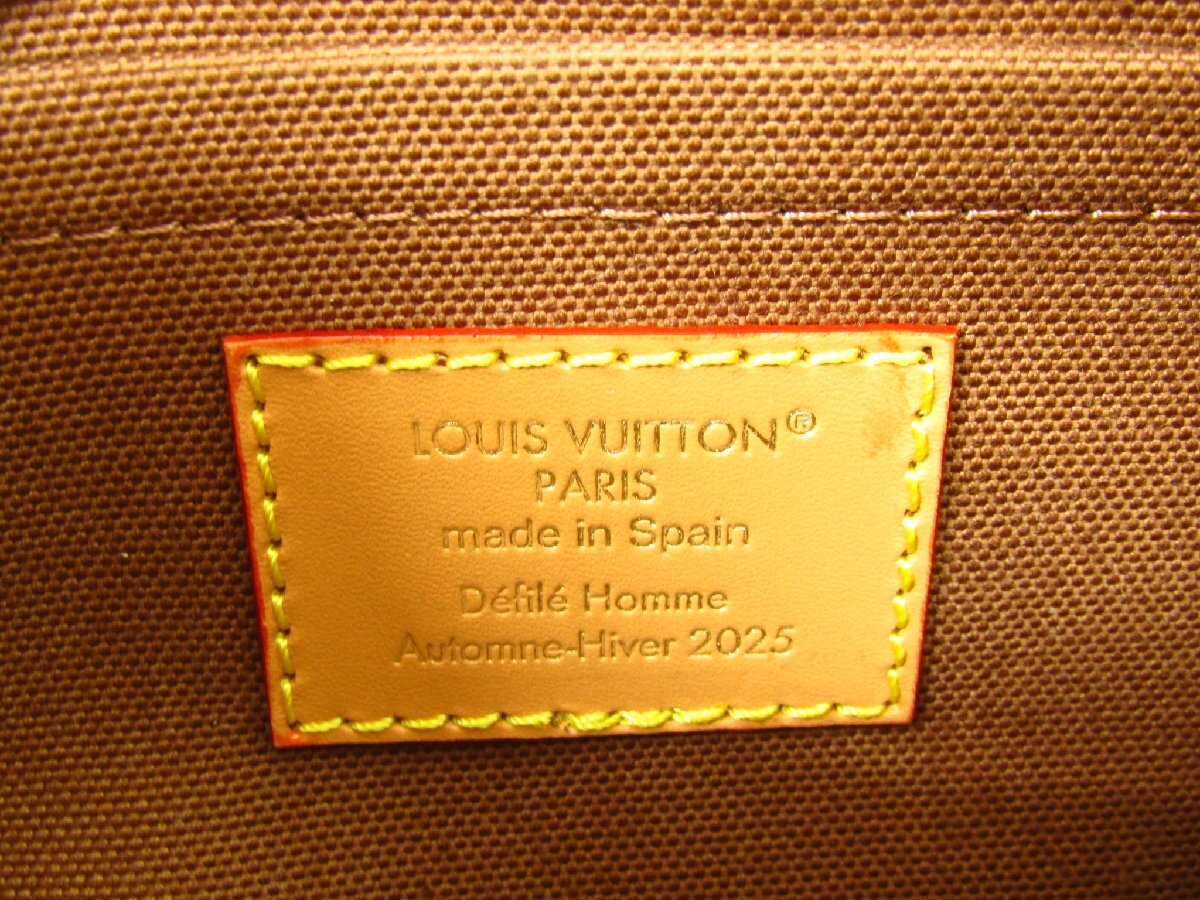 LOUIS VUITTON®
PARIS
made in Spain
Défilé Homme
Automne-Hiver 2025